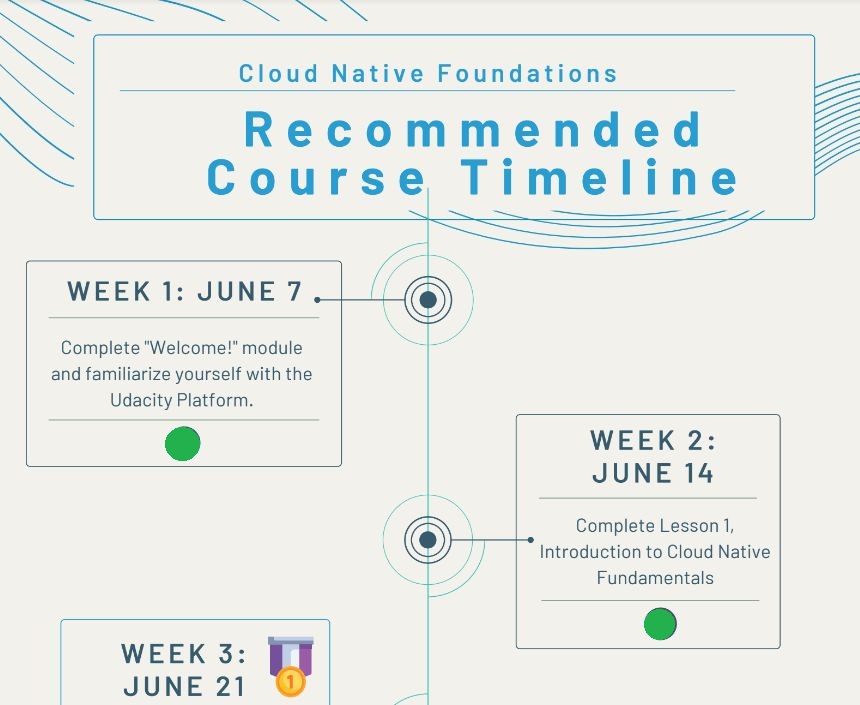 Cloud Native Foundations
Recommended
Course Timeline
WEEK 1: JUNE 7
Complete "Welcome!" module
and familiarize yourself with the
Udacity Platform.
WEEK 2:
JUNE 14
Complete Lesson 1,
Introduction to Cloud Native
Fundamentals
WEEK 3:
JUNE 21
1